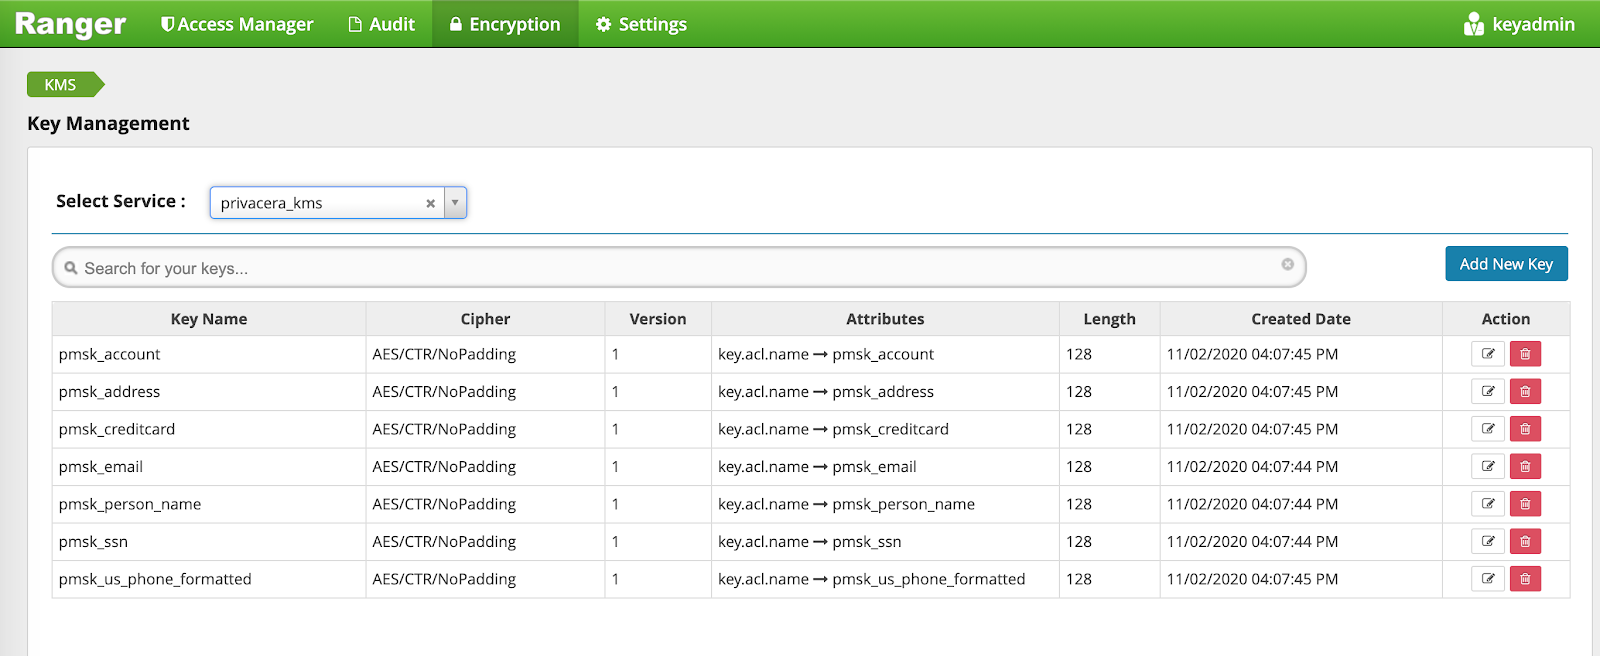 Ranger Access Manager Audit Encryption Settings keyadmin
KMS
Key Management
Select Service : privacera_kms
Search for your keys... Add New Key
Key Name Cipher Version Attributes Length Created Date Action
pmsk_account AES/CTR/NoPadding 1 key.acl.name → pmsk_account 128 11/02/2020 04:07:45 PM
pmsk_address AES/CTR/NoPadding 1 key.acl.name → pmsk_address 128 11/02/2020 04:07:45 PM
pmsk_creditcard AES/CTR/NoPadding 1 key.acl.name → pmsk_creditcard 128 11/02/2020 04:07:45 PM
pmsk_email AES/CTR/NoPadding 1 key.acl.name → pmsk_email 128 11/02/2020 04:07:44 PM
pmsk_person_name AES/CTR/NoPadding 1 key.acl.name → pmsk_person_name 128 11/02/2020 04:07:44 PM
pmsk_ssn AES/CTR/NoPadding 1 key.acl.name → pmsk_ssn 128 11/02/2020 04:07:44 PM
pmsk_us_phone_formatted AES/CTR/NoPadding 1 key.acl.name → pmsk_us_phone_formatted 128 11/02/2020 04:07:45 PM